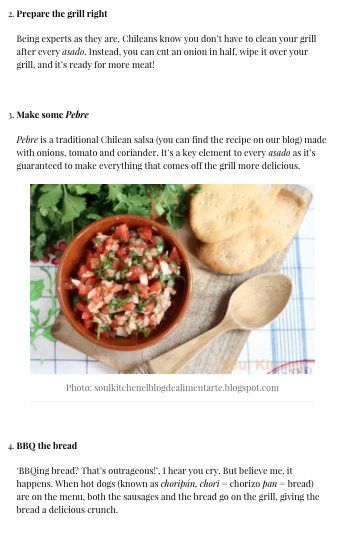 2. Prepare the grill right
Being experts as they are, Chileans know you don't have to clean your grill
after every asado. Instead, you can cut an onion in half, wipe it over your
grill, and it's ready for more meat!
3. Make some Pebre
Pebre is a traditional Chilean salsa (you can find the recipe on our blog) made
with onions, tomato and coriander. It's a key element to every asado as it's
guaranteed to make everything that comes off the grill more delicious.
Photo: soulkitchenelblogdealimentarte.blogspot.com
4. BBQ the bread
'BBQing bread? That's outrageous!', I hear you cry. But believe me, it
happens. When hot dogs (known as choripán, chori = chorizo pan = bread)
are on the menu, both the sausages and the bread go on the grill, giving the
bread a delicious crunch.